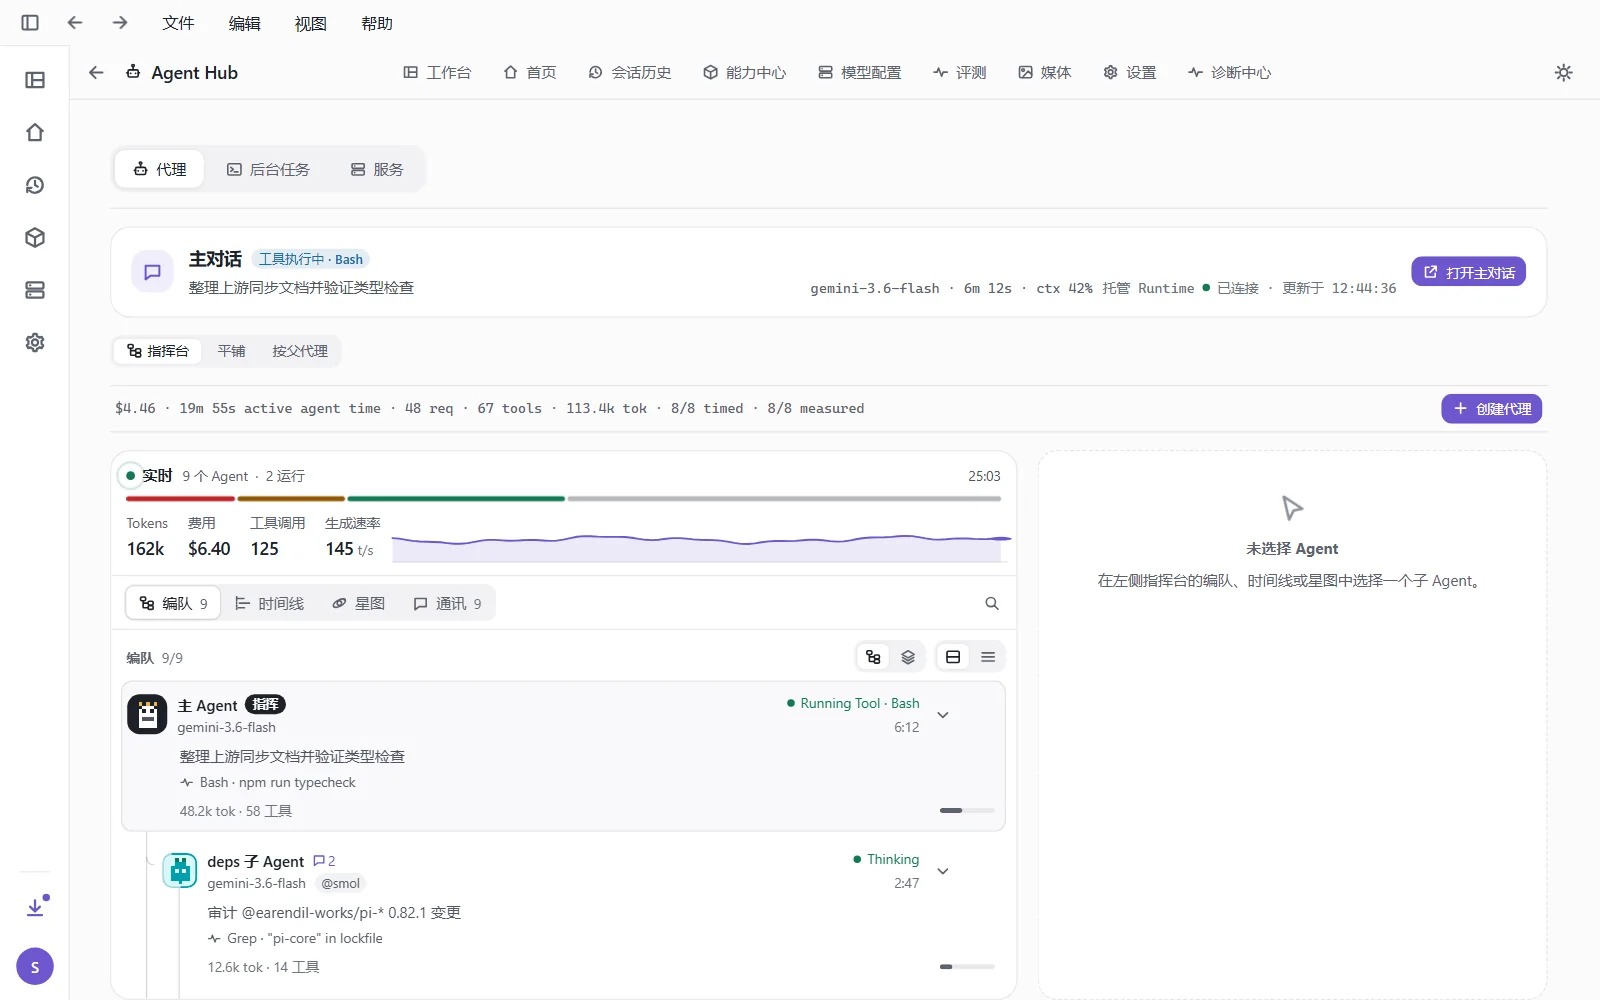 文件 编辑 视图 帮助
Agent Hub
工作台 首页 会话历史 能力中心 模型配置 评测 媒体 设置 诊断中心
代理 后台任务 服务
主对话 工具执行中 · Bash
整理上游同步文档并验证类型检查
gemini-3.6-flash · 6m 12s · ctx 42% 托管 Runtime 已连接 · 更新于 12:44:36
打开主对话
指挥台 平铺 按父代理
$4.46 · 19m 55s active agent time · 48 req · 67 tools · 113.4k tok · 8/8 timed · 8/8 measured
创建代理
实时 9 个 Agent · 2 运行 25:03
Tokens 费用 工具调用 生成速率
162k $6.40 125 145 t/s
编队 9 时间线 星图 通讯 9
编队 9/9
主 Agent 指挥 Running Tool · Bash
gemini-3.6-flash 6:12
整理上游同步文档并验证类型检查
Bash · npm run typecheck
48.2k tok · 58 工具
deps 子 Agent 2 Thinking
gemini-3.6-flash @smol 2:47
审计 @earendil-works/pi-* 0.82.1 变更
Grep · "pi-core" in lockfile
12.6k tok · 14 工具
未选择 Agent
在左侧指挥台的编队、时间线或星图中选择一个子 Agent。
S